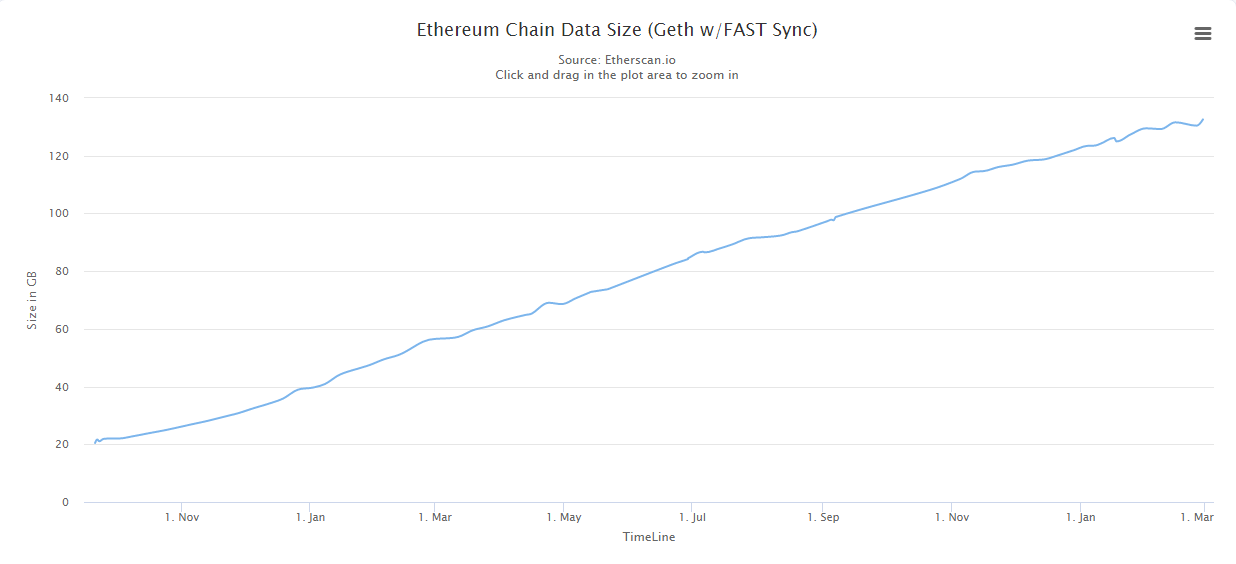 Ethereum Chain Data Size (Geth w/FAST Sync)
Source: Etherscan.io
Click and drag in the plot area to zoom in
Size in GB
140
120
100
80
60
40
20
0
1. Nov
1. Jan
1. Mar
1. May
1. Jul
1. Sep
1. Nov
1. Jan
1. Mar
TimeLine